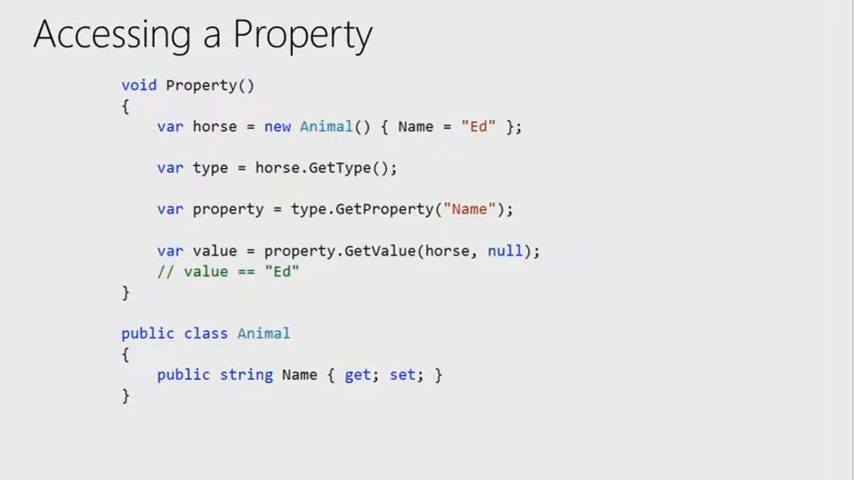 Accessing a Property
void Property()
{
var horse = new Animal() { Name = "Ed" };
var type = horse.GetType();
var property = type.GetProperty("Name");
var value = property.GetValue(horse, null);
// value == "Ed"
}
public class Animal
{
public string Name { get; set; }
}